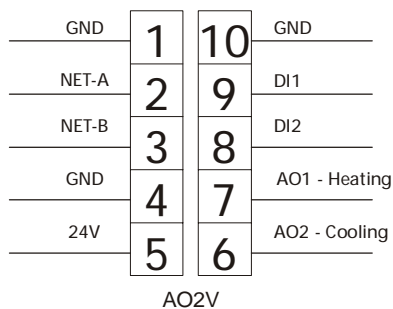 GND 1 10 GND
NET-A 2 9 DI1
NET-B 3 8 DI2
GND 4 7 AO1 - Heating
24V 5 6 AO2 - Cooling
AO2V